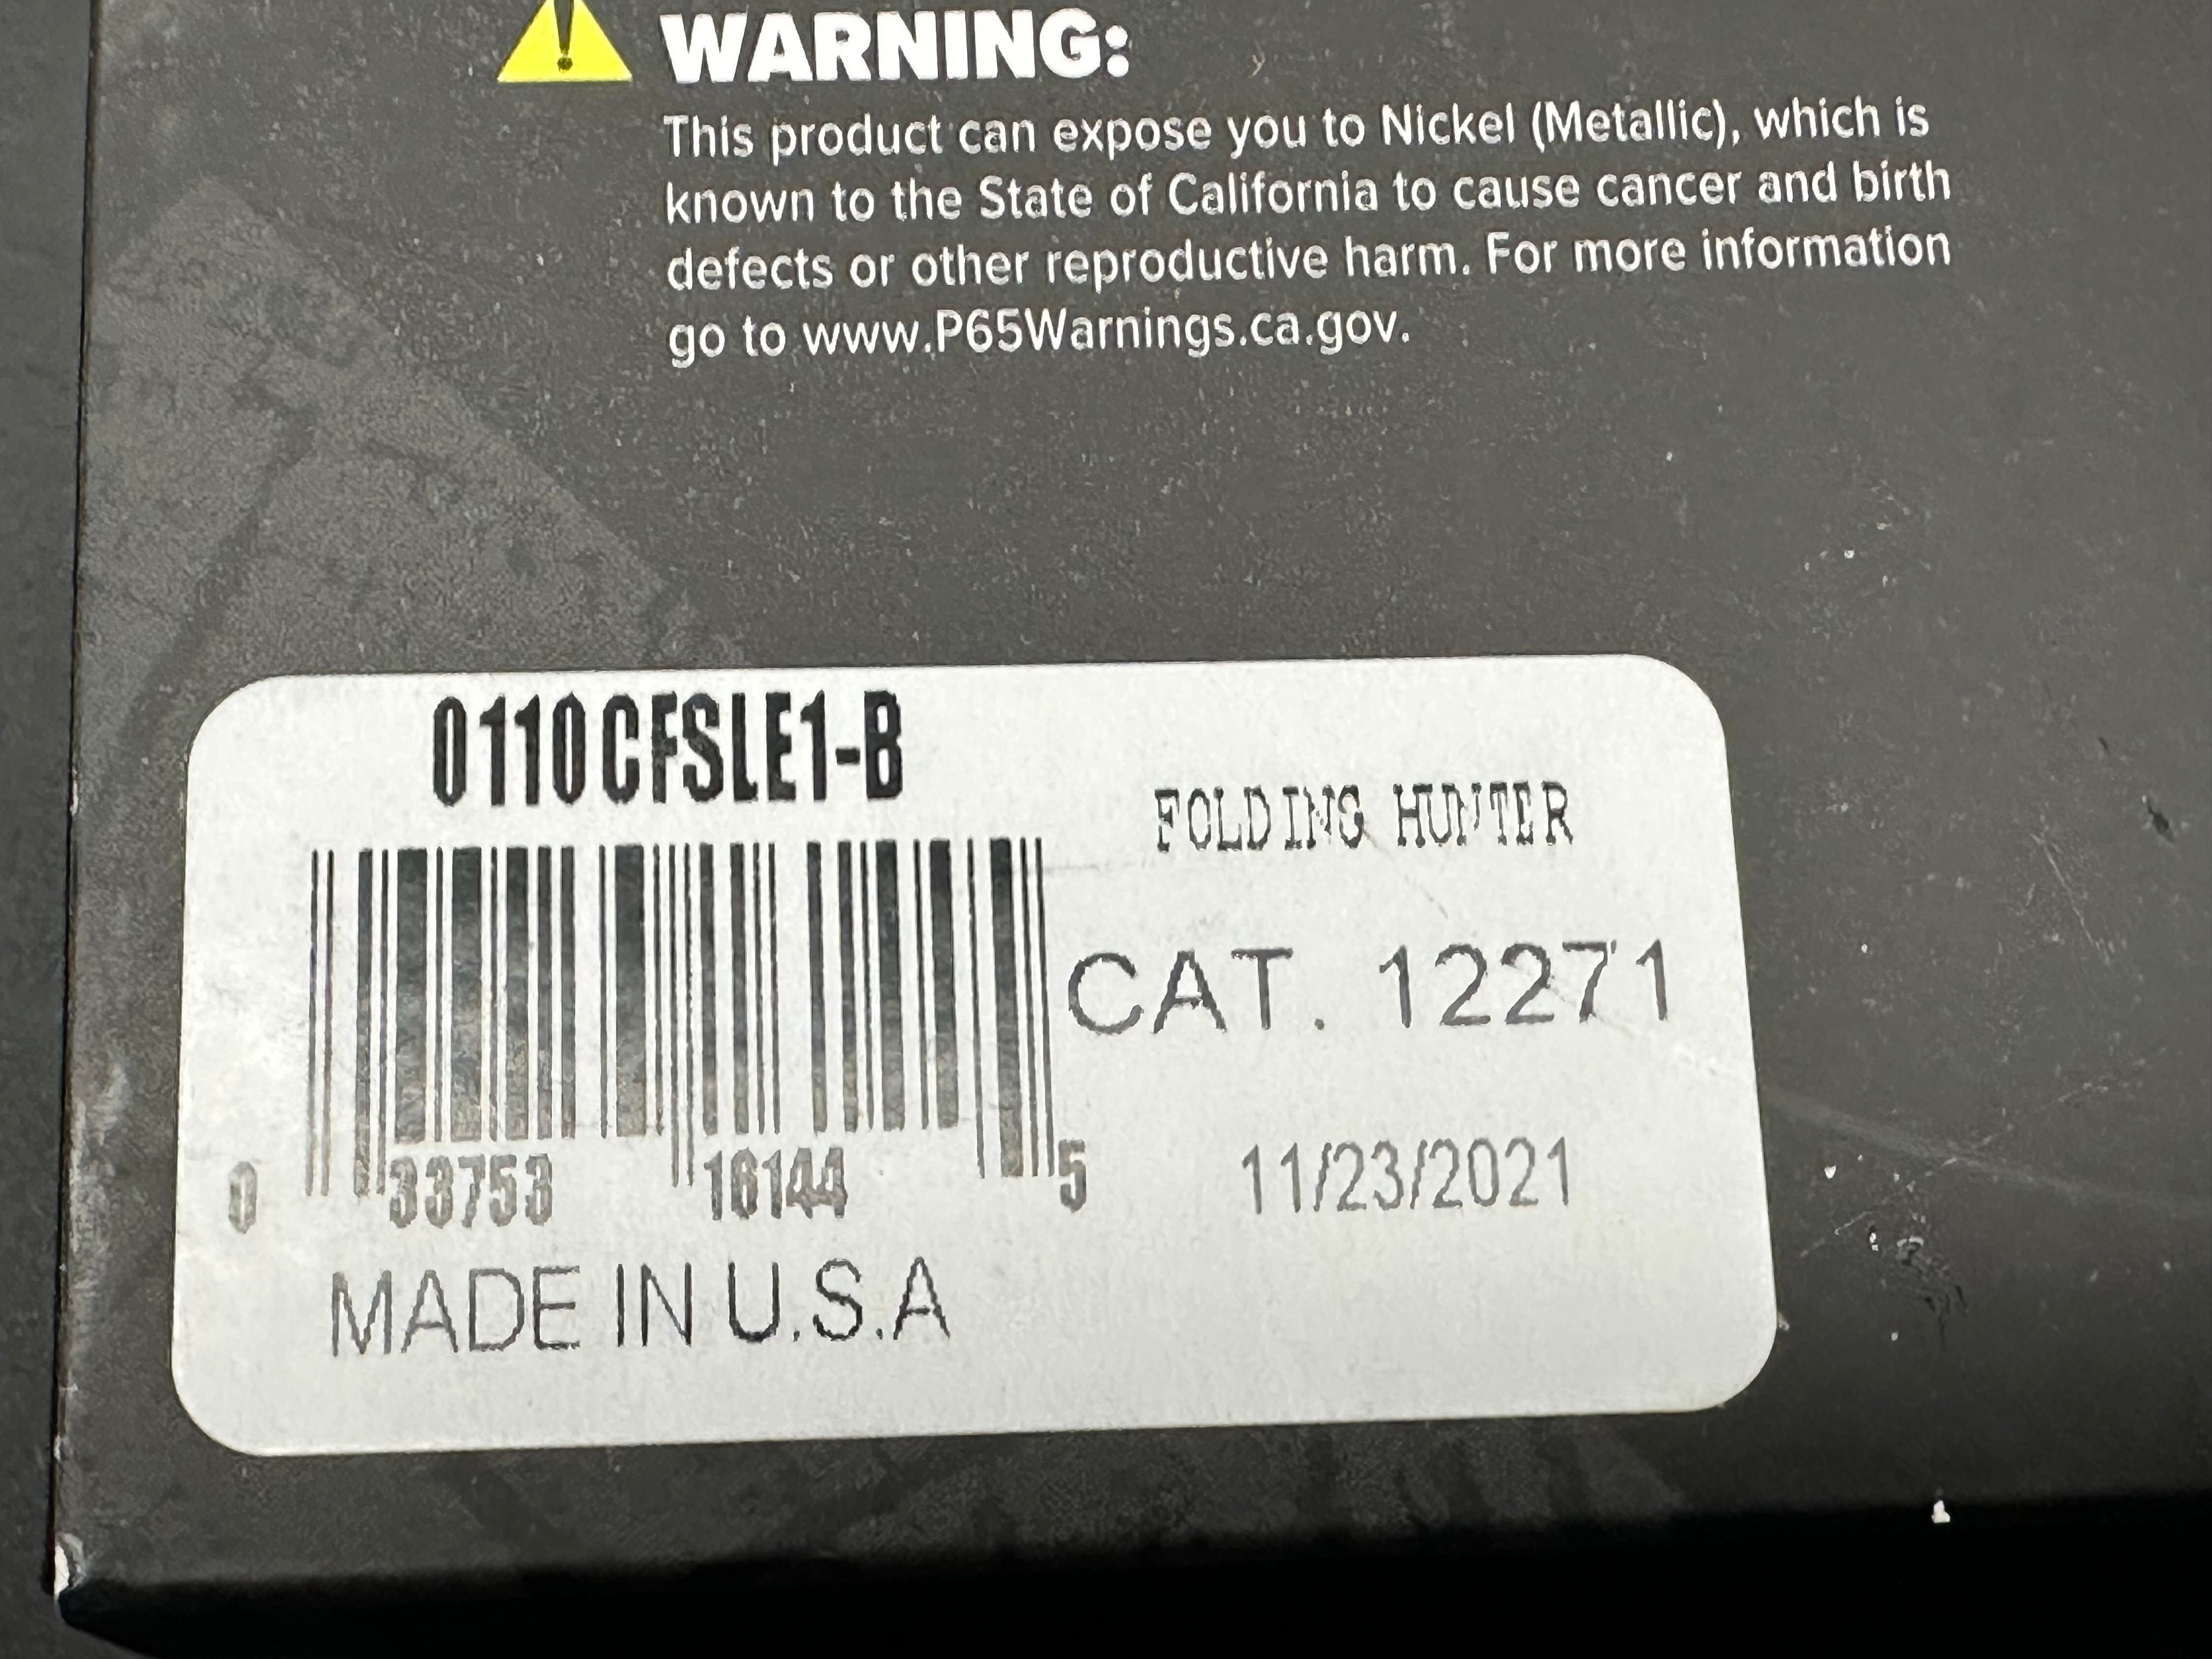 WARNING:
This product can expose you to Nickel (Metallic), which is
known to the State of California to cause cancer and birth
defects or other reproductive harm. For more information
go to www.P65Warnings.ca.gov.
0110CFSLE1-B
FOLDING HUNTER
CAT. 12271
0 33753 16144 5
11/23/2021
MADE IN U.S.A